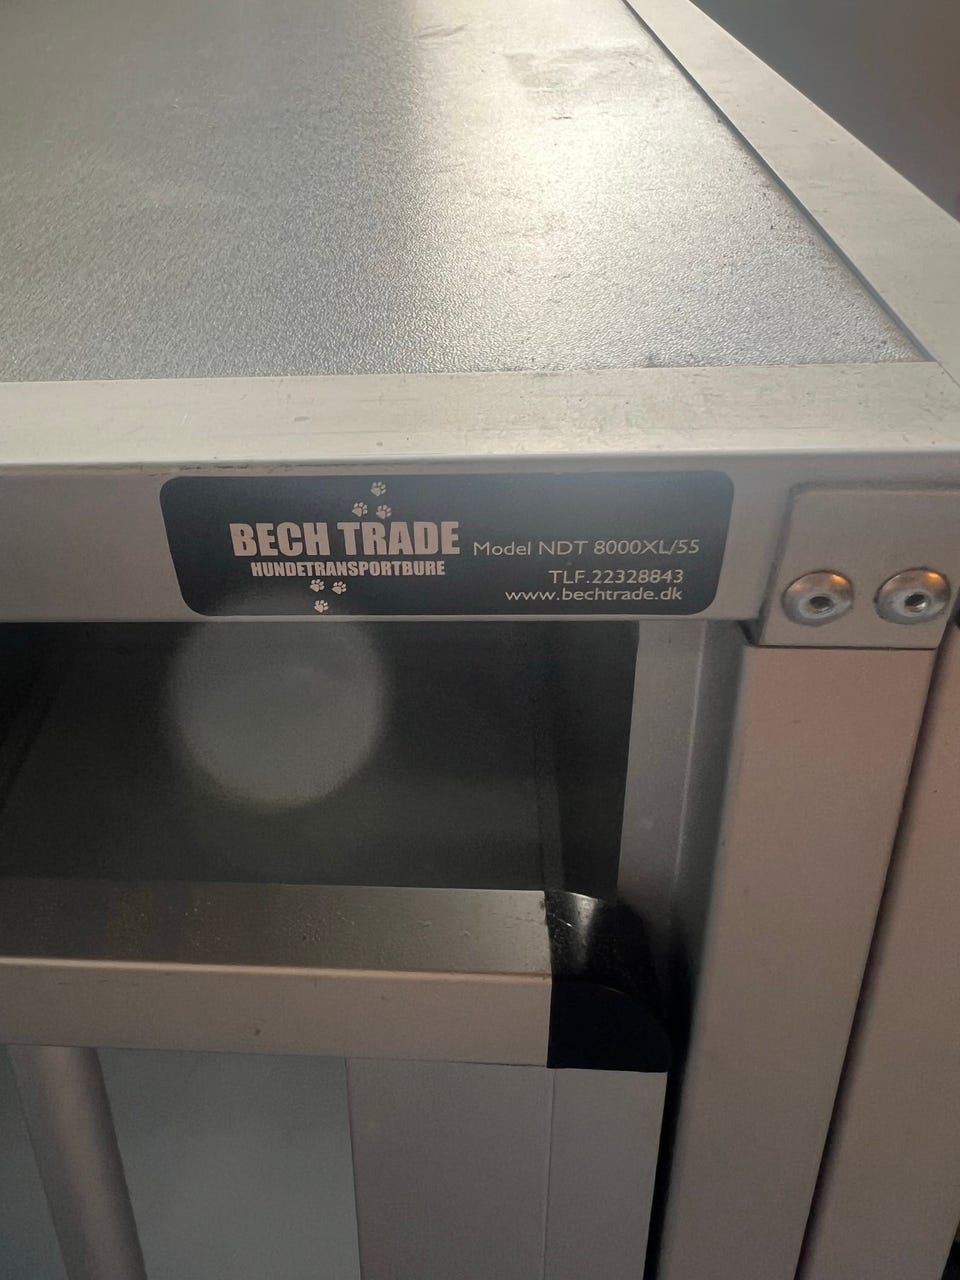 BECH TRADE
HUNDETRANSPORTBURE
Model NDT 8000XL/55
TLF.22328843
www.bechtrade.dk